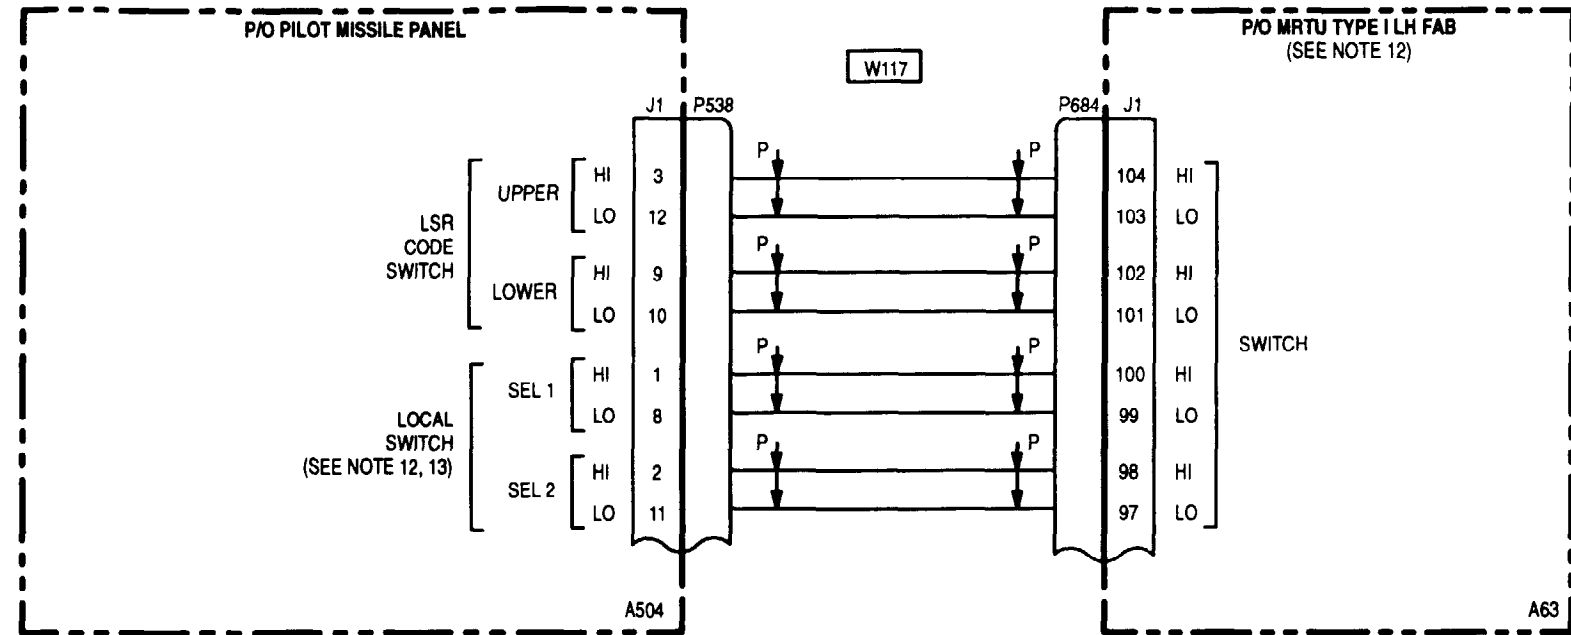 P/O PILOT MISSILE PANEL
P/O MRTU TYPE I LH FAB
(SEE NOTE 12)
W117
J1 P538
P684 J1
LSR
CODE
SWITCH
UPPER
HI 3 P P 104 HI
LO 12 103 LO
LOWER
HI 9 P P 102 HI
LO 10 101 LO
LOCAL
SWITCH
(SEE NOTE 12, 13)
SEL 1
HI 1 P P 100 HI
LO 8 99 LO
SEL 2
HI 2 P P 98 HI
LO 11 97 LO
SWITCH
A504
A63